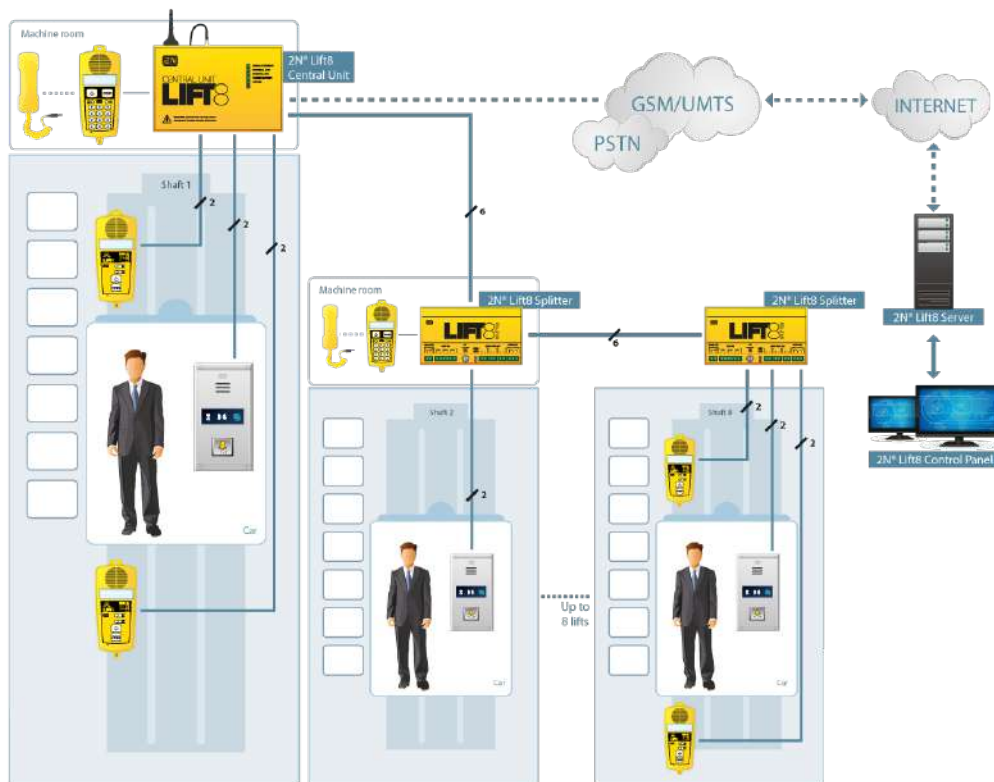 Machine room
2N
2N® Lift8
Central Unit
CENTRAL UNIT
LIFT8
GSM/UMTS
PSTN
INTERNET
Shaft 1
2
2
2
6
Machine room
2N® Lift8 Splitter
LIFT8
6
2N® Lift8 Splitter
LIFT8
2N® Lift8 Server
2N® Lift8 Control Panel
Car
Shaft 2
2
Car
Up to
8 lifts
Shaft 8
2
2
2
Car